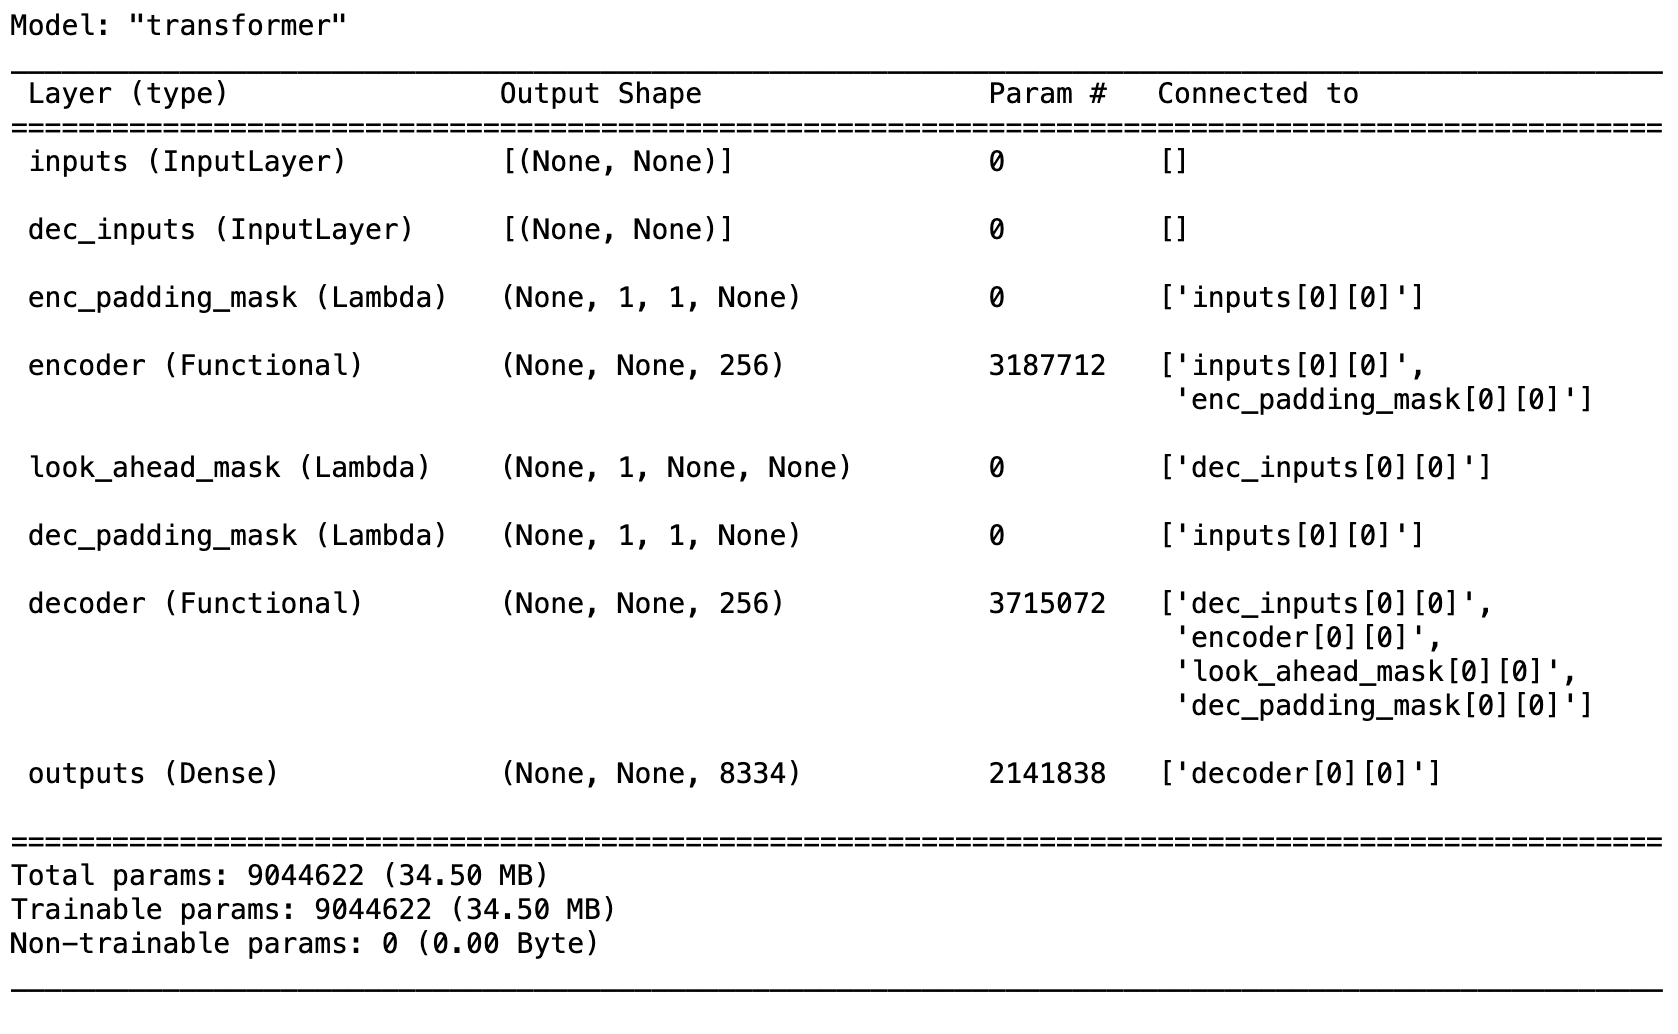 Model: "transformer"
__________________________________________________________________________________________________
Layer (type) Output Shape Param # Connected to
==================================================================================================
inputs (InputLayer) [(None, None)] 0 []
dec_inputs (InputLayer) [(None, None)] 0 []
enc_padding_mask (Lambda) (None, 1, 1, None) 0 ['inputs[0][0]']
encoder (Functional) (None, None, 256) 3187712 ['inputs[0][0]',
'enc_padding_mask[0][0]']
look_ahead_mask (Lambda) (None, 1, None, None) 0 ['dec_inputs[0][0]']
dec_padding_mask (Lambda) (None, 1, 1, None) 0 ['inputs[0][0]']
decoder (Functional) (None, None, 256) 3715072 ['dec_inputs[0][0]',
'encoder[0][0]',
'look_ahead_mask[0][0]',
'dec_padding_mask[0][0]']
outputs (Dense) (None, None, 8334) 2141838 ['decoder[0][0]']
==================================================================================================
Total params: 9044622 (34.50 MB)
Trainable params: 9044622 (34.50 MB)
Non-trainable params: 0 (0.00 Byte)
__________________________________________________________________________________________________